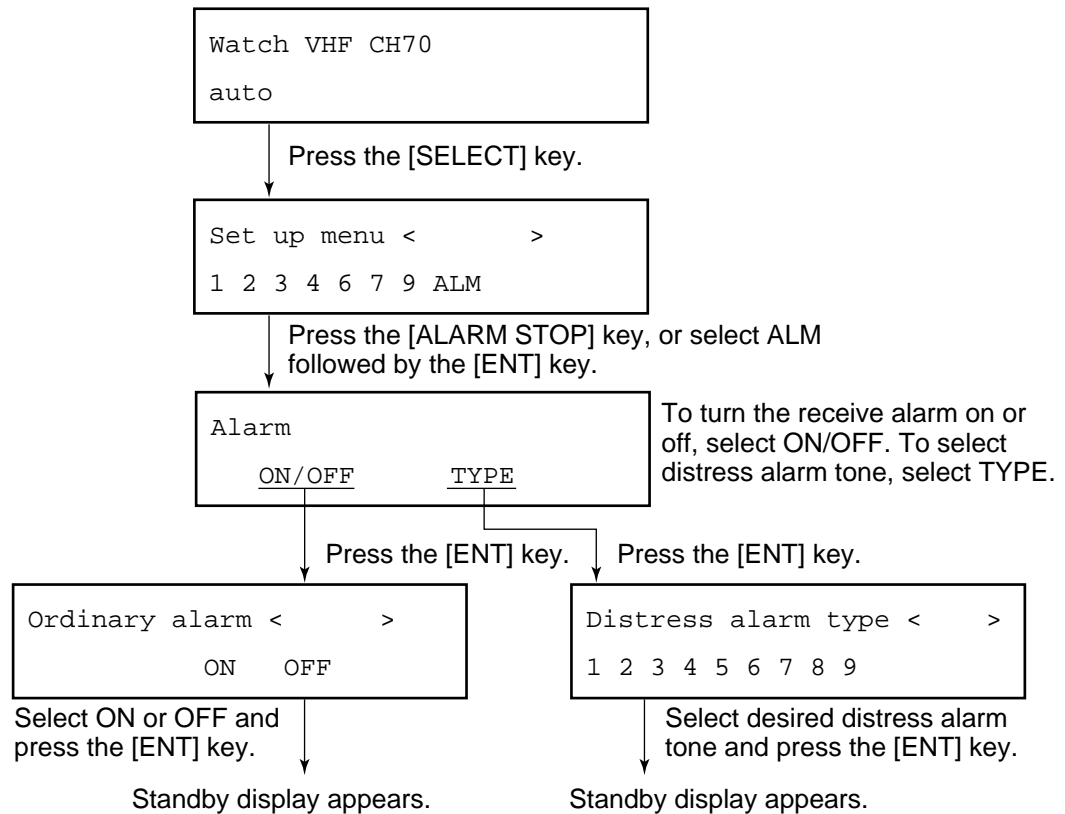 Watch VHF CH70
auto
Press the [SELECT] key.
Set up menu < >
1 2 3 4 6 7 9 ALM
Press the [ALARM STOP] key, or select ALM
followed by the [ENT] key.
Alarm
ON/OFF TYPE
To turn the receive alarm on or
off, select ON/OFF. To select
distress alarm tone, select TYPE.
Press the [ENT] key.
Press the [ENT] key.
Ordinary alarm < >
ON OFF
Select ON or OFF and
press the [ENT] key.
Standby display appears.
Distress alarm type < >
1 2 3 4 5 6 7 8 9
Select desired distress alarm
tone and press the [ENT] key.
Standby display appears.